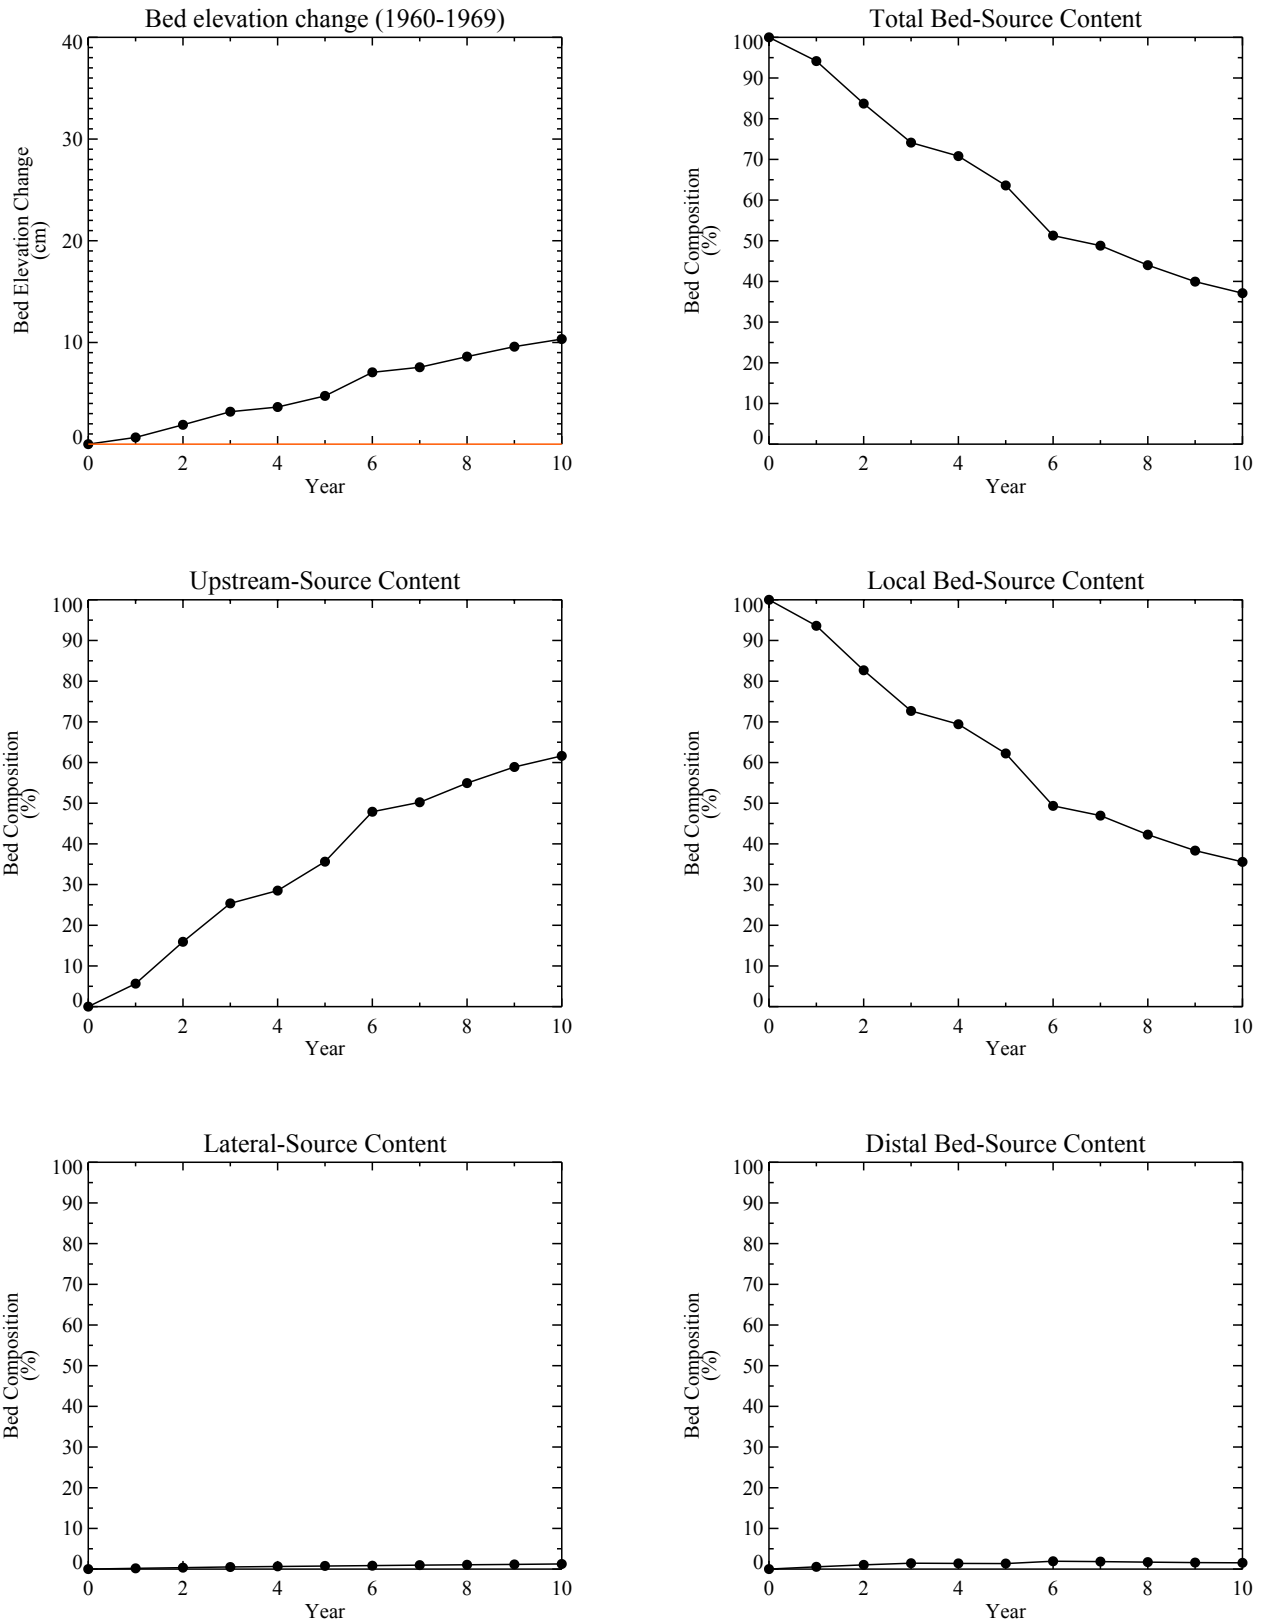 Bed elevation change (1960-1969)
40
30
20
10
0
Bed Elevation Change
(cm)
0 2 4 6 8 10
Year
Total Bed-Source Content
100
90
80
70
60
50
40
30
20
10
0
Bed Composition
(%)
0 2 4 6 8 10
Year
Upstream-Source Content
100
90
80
70
60
50
40
30
20
10
0
Bed Composition
(%)
0 2 4 6 8 10
Year
Local Bed-Source Content
100
90
80
70
60
50
40
30
20
10
0
Bed Composition
(%)
0 2 4 6 8 10
Year
Lateral-Source Content
100
90
80
70
60
50
40
30
20
10
0
Bed Composition
(%)
0 2 4 6 8 10
Year
Distal Bed-Source Content
100
90
80
70
60
50
40
30
20
10
0
Bed Composition
(%)
0 2 4 6 8 10
Year